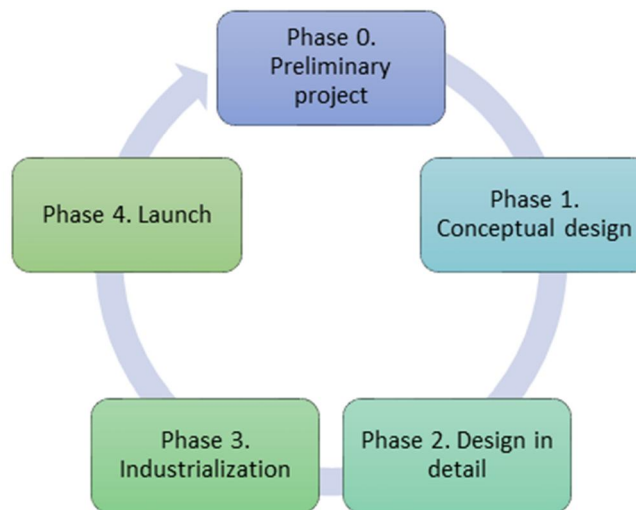 Phase 0.
Preliminary
project
Phase 1.
Conceptual design
Phase 2. Design in
detail
Phase 3.
Industrialization
Phase 4. Launch